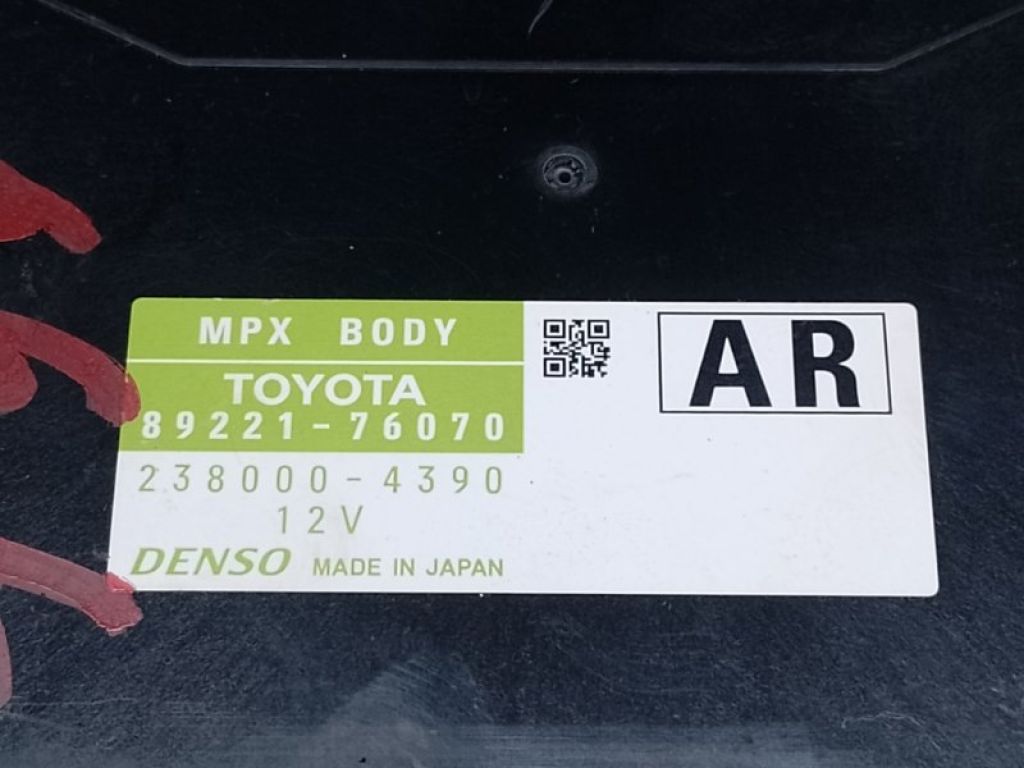 MPX BODY
TOYOTA
89221-76070
238000-4390
12V
DENSO MADE IN JAPAN
AR